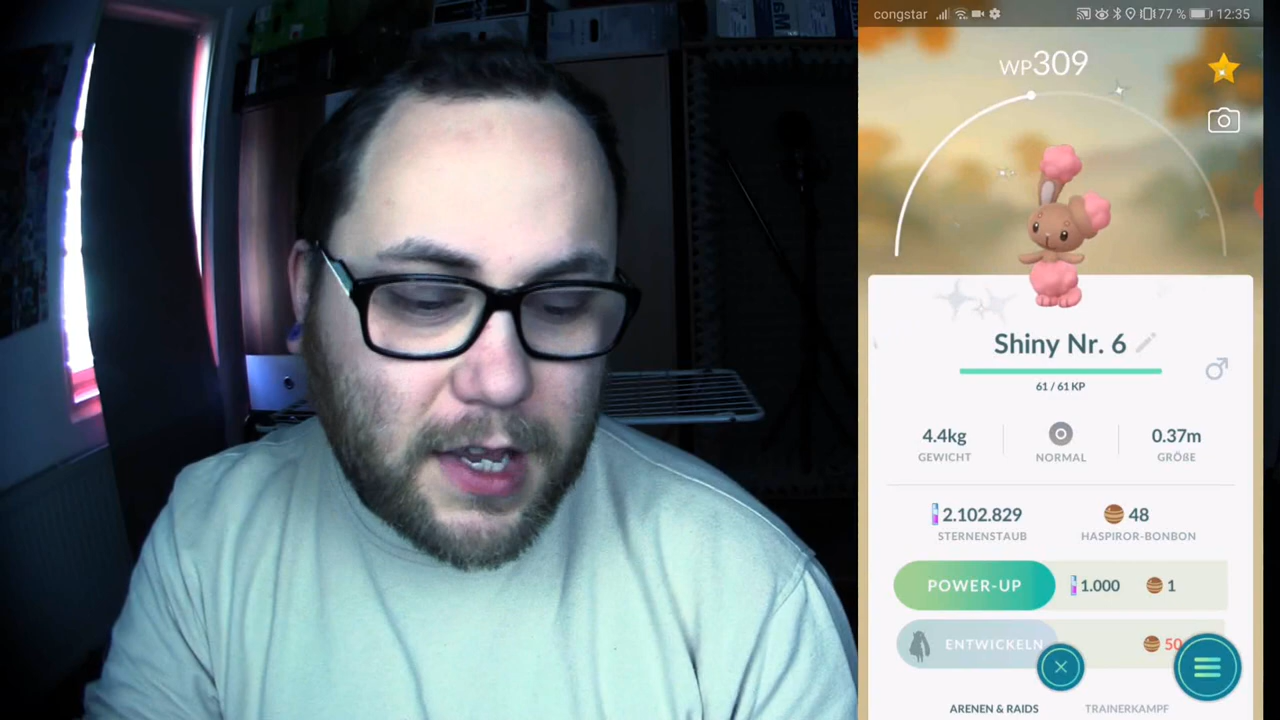 congstar 77 % 12:35
WP309
Shiny Nr. 6
61 / 61 KP
4.4kg 0.37m
GEWICHT NORMAL GRÖßE
2.102.829 48
STERNENSTAUB HASPIROR-BONBON
POWER-UP 1.000 1
ENTWICKELN 50
ARENEN & RAIDS TRAINERKAMPF